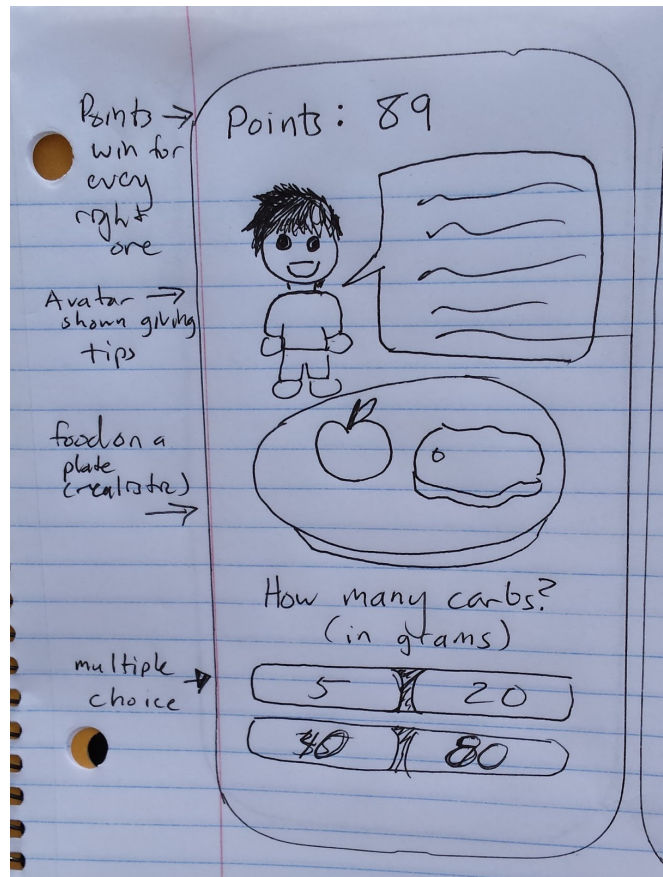 Points: 89
Points →
win for
every
right
one
Avatar →
shown giving
tips
food on a
plate
(realistic)
→
How many carbs?
(in grams)
multiple →
choice
5 20
40 80